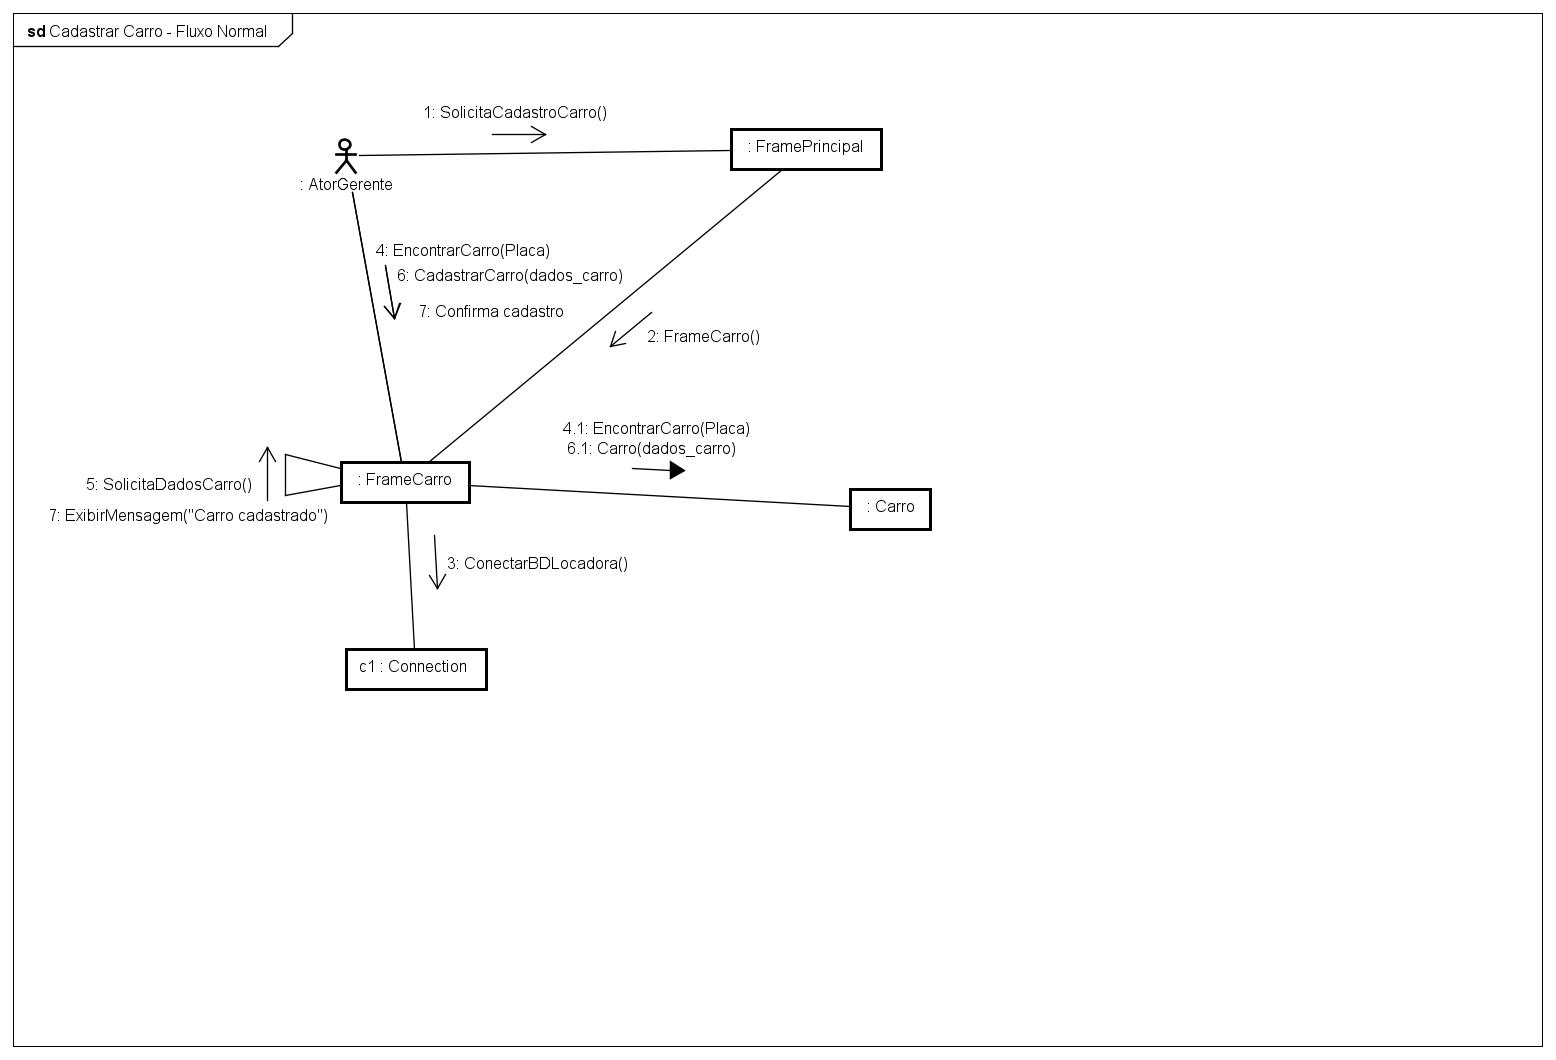 sd Cadastrar Carro - Fluxo Normal
1: SolicitaCadastroCarro()
: FramePrincipal
: AtorGerente
4: EncontrarCarro(Placa)
6: CadastrarCarro(dados_carro)
7: Confirma cadastro
2: FrameCarro()
4.1: EncontrarCarro(Placa)
6.1: Carro(dados_carro)
: FrameCarro
5: SolicitaDadosCarro()
7: ExibirMensagem("Carro cadastrado")
: Carro
3: ConectarBDLocadora()
c1 : Connection